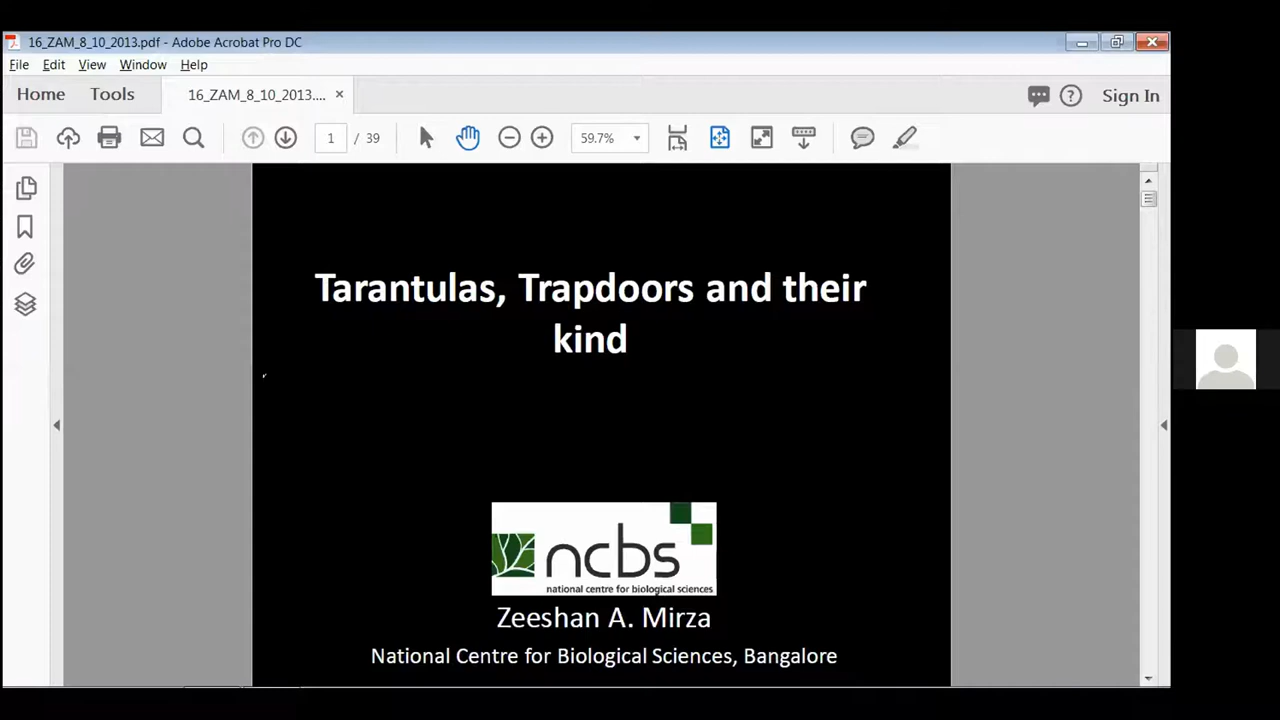 16_ZAM_8_10_2013.pdf - Adobe Acrobat Pro DC
File Edit View Window Help
Home Tools 16_ZAM_8_10_2013.... × Sign In
1 / 39 59.7%
Tarantulas, Trapdoors and their
kind
ncbs
national centre for biological sciences
Zeeshan A. Mirza
National Centre for Biological Sciences, Bangalore